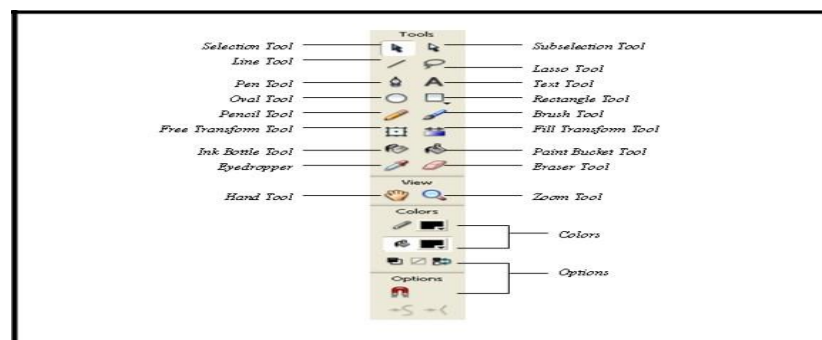 Tools
Selection Tool Subselection Tool
Line Tool Lasso Tool
Pen Tool A Text Tool
Oval Tool Rectangle Tool
Pencil Tool Brush Tool
Free Transform Tool Fill Transform Tool
Ink Bottle Tool Paint Bucket Tool
Eyedropper Eraser Tool
View
Hand Tool Zoom Tool
Colors
Colors
Options
Options